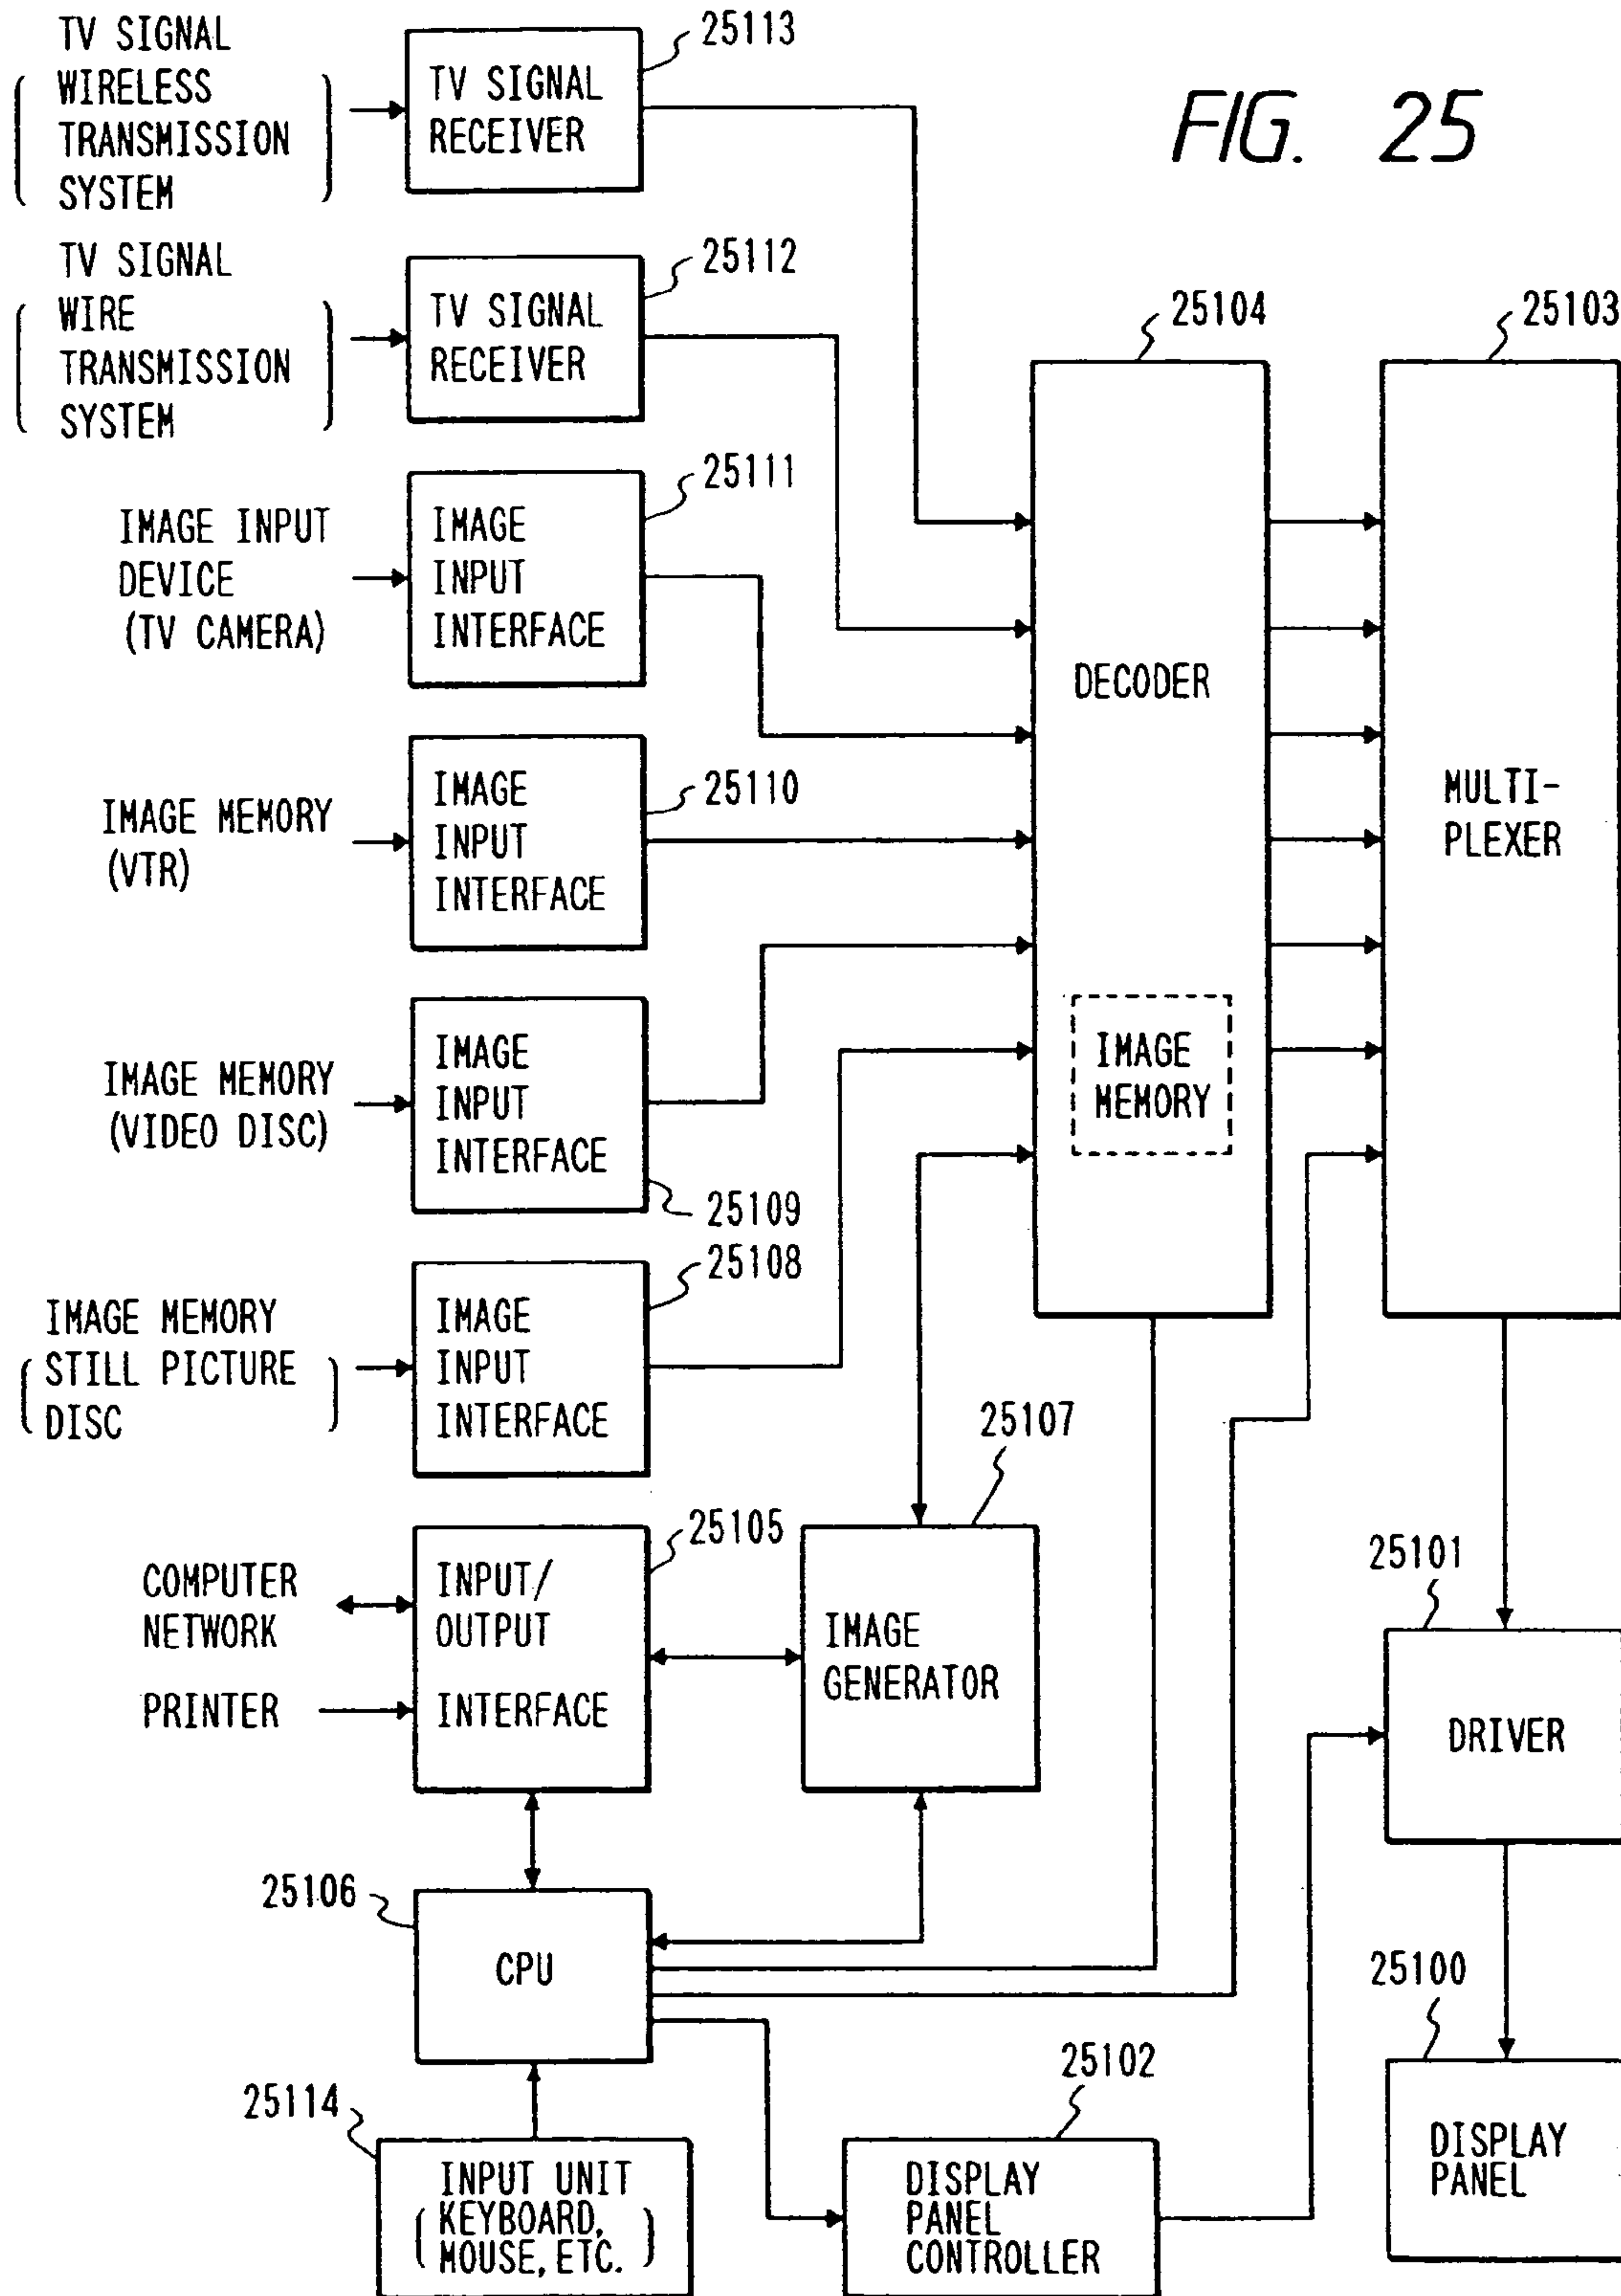 FIG. 25
TV SIGNAL
WIRELESS
TRANSMISSION
SYSTEM
TV SIGNAL
RECEIVER
25113
TV SIGNAL
WIRE
TRANSMISSION
SYSTEM
TV SIGNAL
RECEIVER
25112
IMAGE INPUT
DEVICE
(TV CAMERA)
IMAGE
INPUT
INTERFACE
25111
IMAGE MEMORY
(VTR)
IMAGE
INPUT
INTERFACE
25110
IMAGE MEMORY
(VIDEO DISC)
IMAGE
INPUT
INTERFACE
25109
IMAGE MEMORY
STILL PICTURE
DISC
IMAGE
INPUT
INTERFACE
25108
25104
DECODER
IMAGE
MEMORY
25103
MULTI-
PLEXER
COMPUTER
NETWORK
PRINTER
INPUT/
OUTPUT
INTERFACE
25105
25107
IMAGE
GENERATOR
25101
DRIVER
25106
CPU
25100
DISPLAY
PANEL
25114
INPUT UNIT
(KEYBOARD,
MOUSE, ETC.)
25102
DISPLAY
PANEL
CONTROLLER